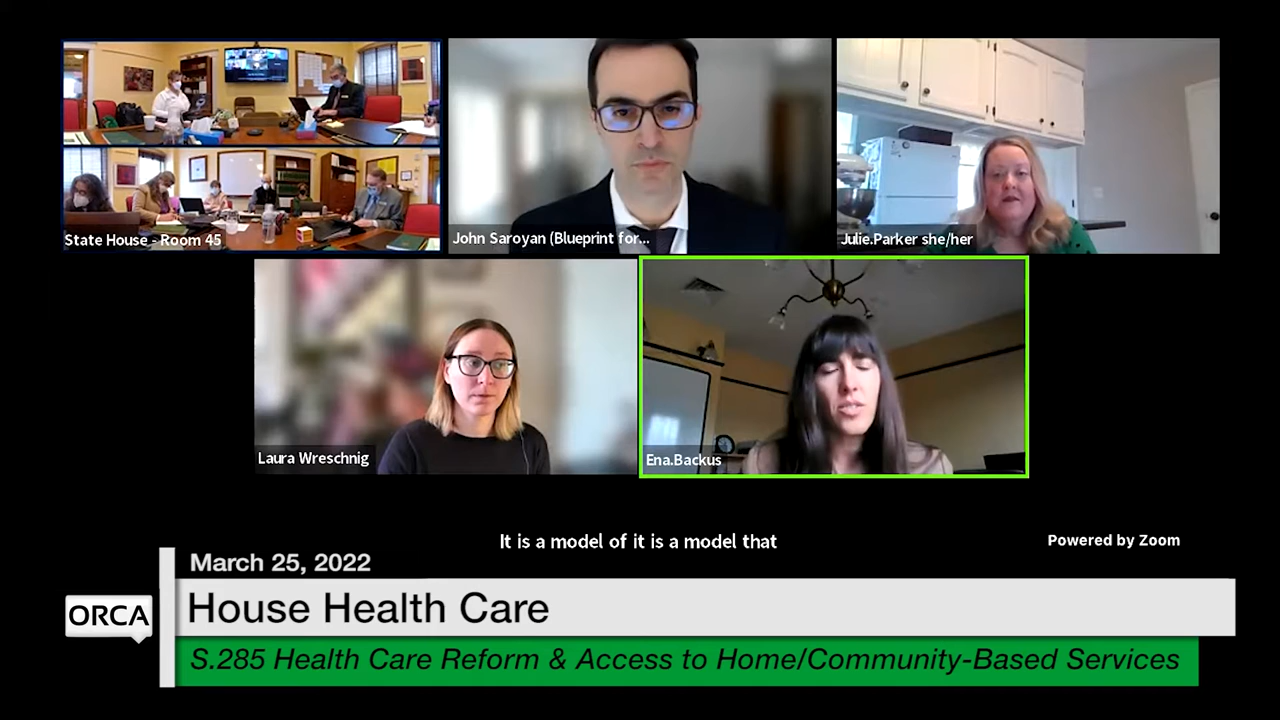 State House - Room 45
John Saroyan (Blueprint for...
Julie.Parker she/her
Laura Wreschnig
Ena.Backus
It is a model of it is a model that
Powered by Zoom
March 25, 2022
ORCA
House Health Care
S.285 Health Care Reform & Access to Home/Community-Based Services